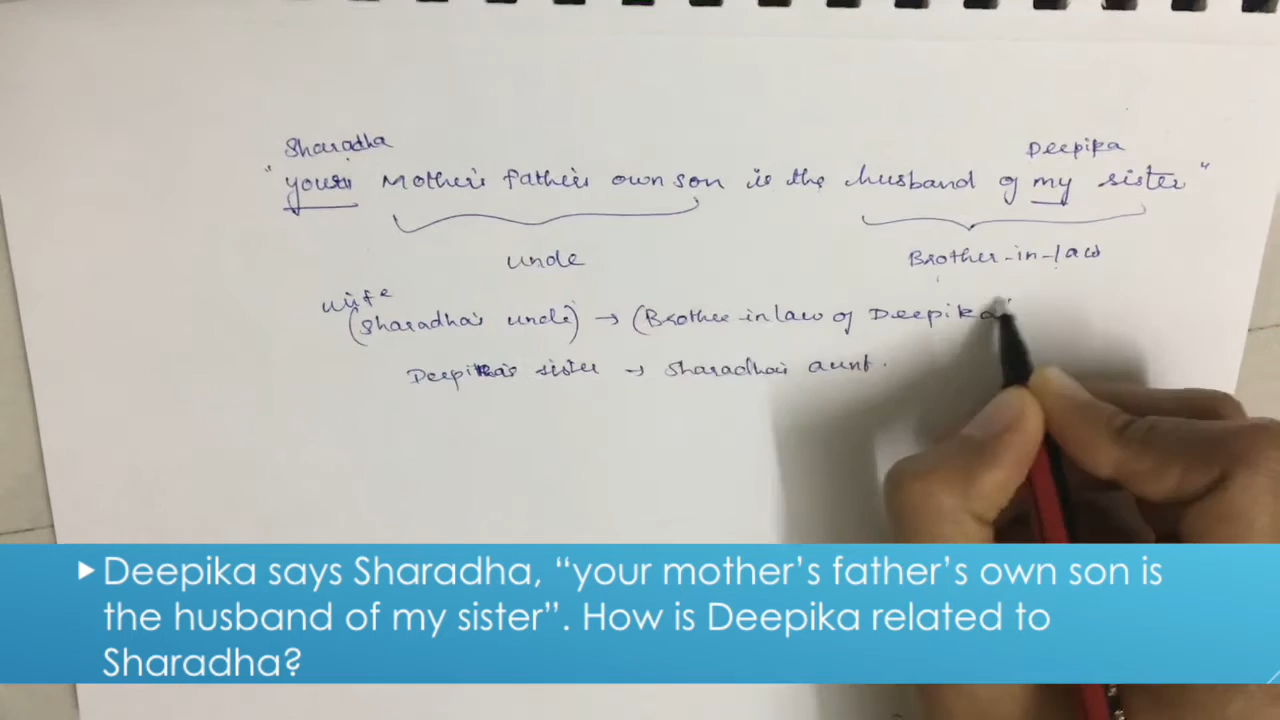 Sharadha
Deepika
" your Mother's father's own son is the husband of my sister "
uncle
Brother-in-law
wife
(Sharadha's uncle) → (Brother in law of Deepika
Deepika's sister → Sharadha's aunt.
Deepika says Sharadha, “your mother’s father’s own son is
the husband of my sister”. How is Deepika related to
Sharadha?